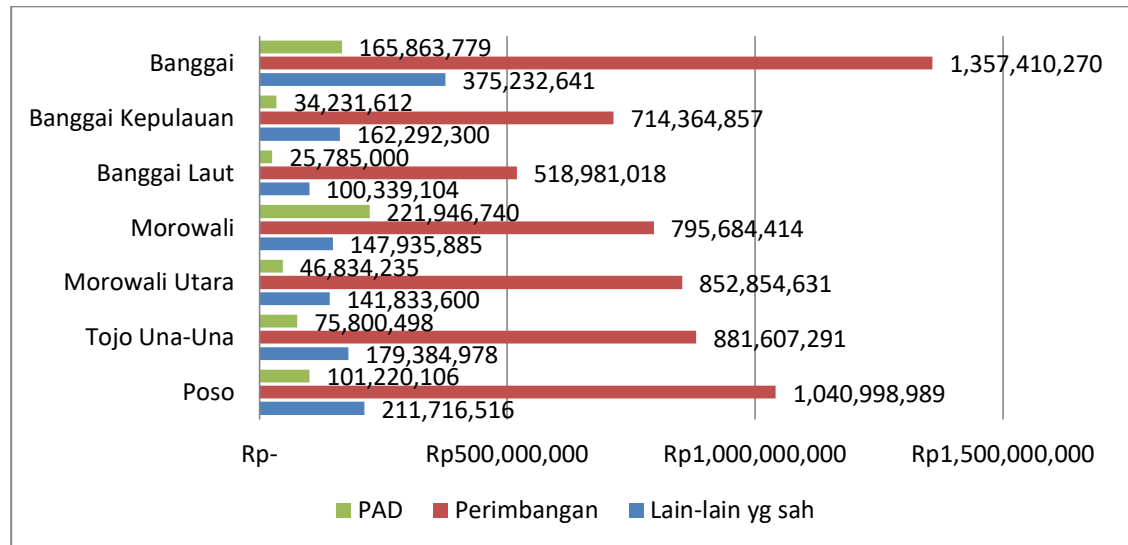 165,863,779
Banggai 1,357,410,270
375,232,641
34,231,612
Banggai Kepulauan 714,364,857
162,292,300
25,785,000
Banggai Laut 518,981,018
100,339,104
221,946,740
Morowali 795,684,414
147,935,885
46,834,235
Morowali Utara 852,854,631
141,833,600
75,800,498
Tojo Una-Una 881,607,291
179,384,978
101,220,106
Poso 1,040,998,989
211,716,516
Rp- Rp500,000,000 Rp1,000,000,000 Rp1,500,000,000
PAD Perimbangan Lain-lain yg sah